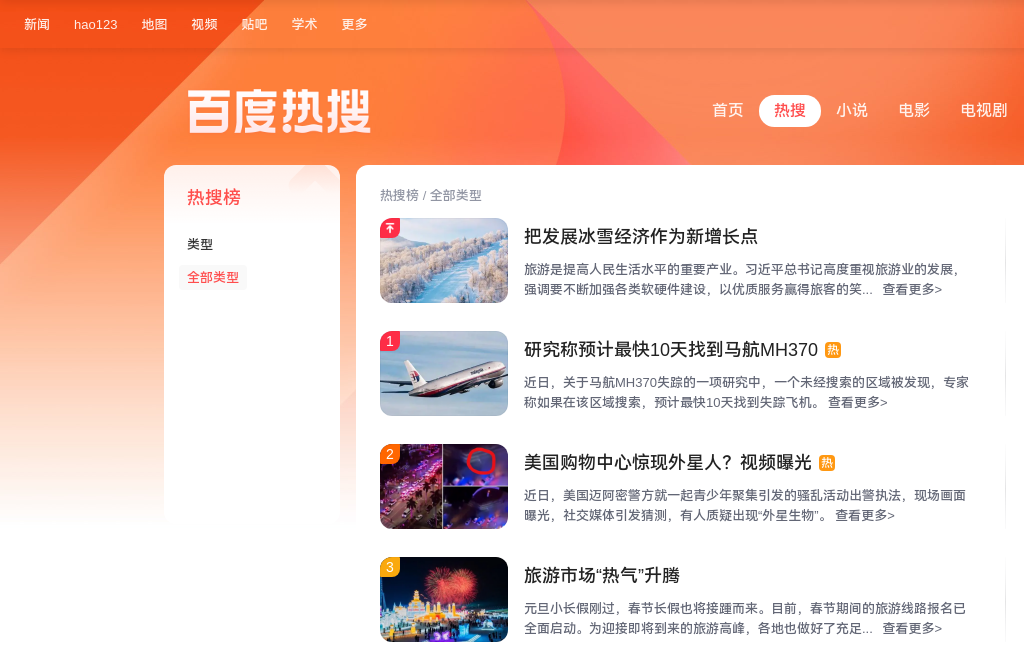 新闻 hao123 地图 视频 贴吧 学术 更多
百度热搜
首页 热搜 小说 电影 电视剧
热搜榜
类型
全部类型
热搜榜 / 全部类型
把发展冰雪经济作为新增长点
旅游是提高人民生活水平的重要产业。习近平总书记高度重视旅游业的发展，
强调要不断加强各类软硬件建设，以优质服务赢得旅客的笑... 查看更多>
1
研究称预计最快10天找到马航MH370 热
近日，关于马航MH370失踪的一项研究中，一个未经搜索的区域被发现，专家
称如果在该区域搜索，预计最快10天找到失踪飞机。 查看更多>
2
美国购物中心惊现外星人？视频曝光 热
近日，美国迈阿密警方就一起青少年聚集引发的骚乱活动出警执法，现场画面
曝光，社交媒体引发猜测，有人质疑出现“外星生物”。 查看更多>
3
旅游市场“热气”升腾
元旦小长假刚过，春节长假也将接踵而来。目前，春节期间的旅游线路报名已
全面启动。为迎接即将到来的旅游高峰，各地也做好了充足... 查看更多>